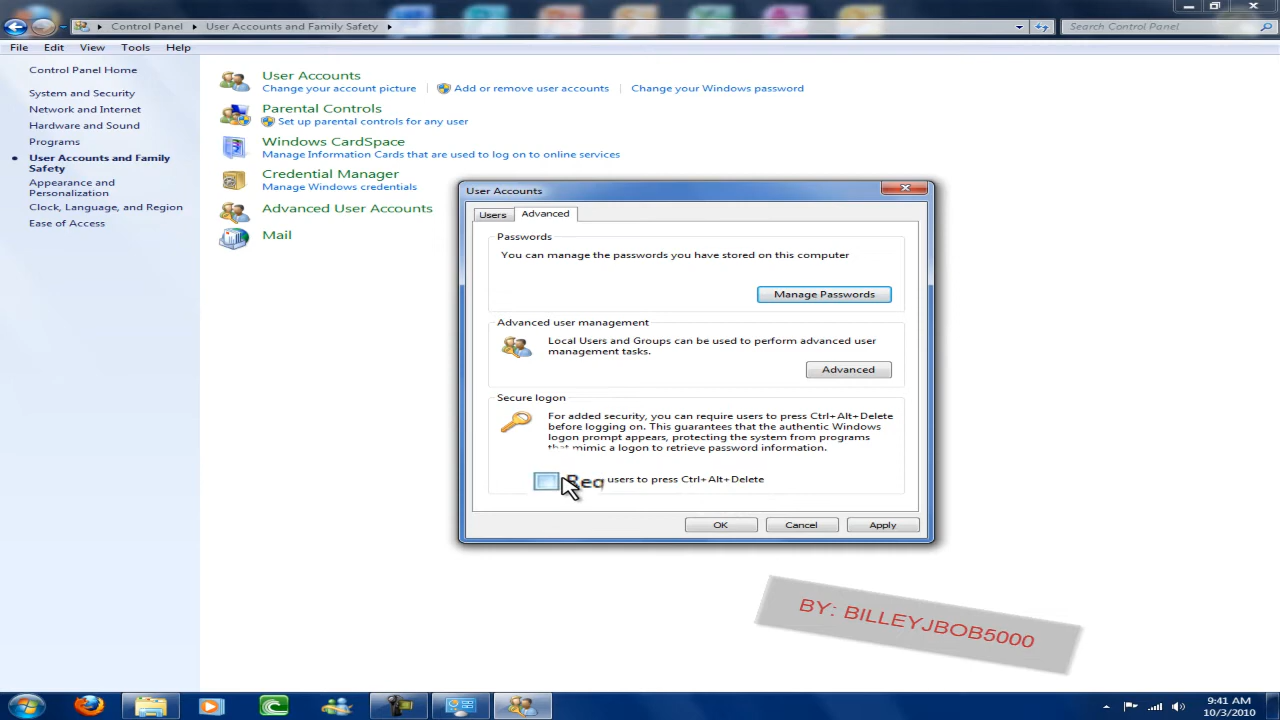 Control Panel
User Accounts and Family Safety
Search Control Panel
File Edit View Tools Help
Control Panel Home
System and Security
Network and Internet
Hardware and Sound
Programs
User Accounts and Family
Safety
Appearance and
Personalization
Clock, Language, and Region
Ease of Access
User Accounts
Change your account picture
Add or remove user accounts
Change your Windows password
Parental Controls
Set up parental controls for any user
Windows CardSpace
Manage Information Cards that are used to log on to online services
Credential Manager
Manage Windows credentials
Advanced User Accounts
Mail
User Accounts
Users
Advanced
Passwords
You can manage the passwords you have stored on this computer
Manage Passwords
Advanced user management
Local Users and Groups can be used to perform advanced user
management tasks.
Advanced
Secure logon
For added security, you can require users to press Ctrl+Alt+Delete
before logging on. This guarantees that the authentic Windows
logon prompt appears, protecting the system from programs
that mimic a logon to retrieve password information.
Req users to press Ctrl+Alt+Delete
OK
Cancel
Apply
BY: BILLEYJBOB5000
9:41 AM
10/3/2010